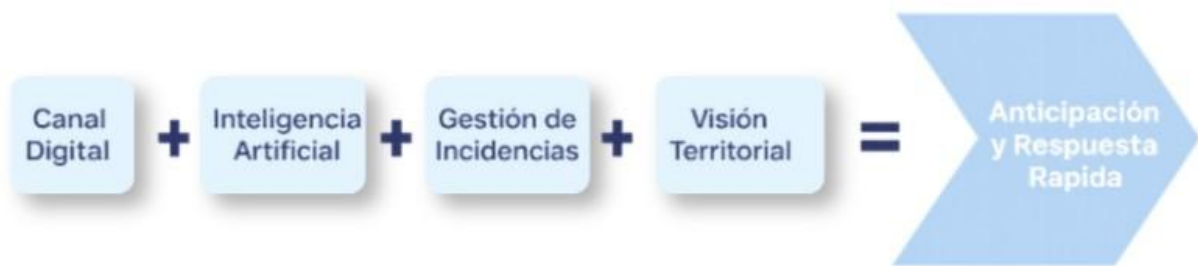 Canal
Digital
+
Inteligencia
Artificial
+
Gestión de
Incidencias
+
Visión
Territorial
=
Anticipación
y Respuesta
Rapida